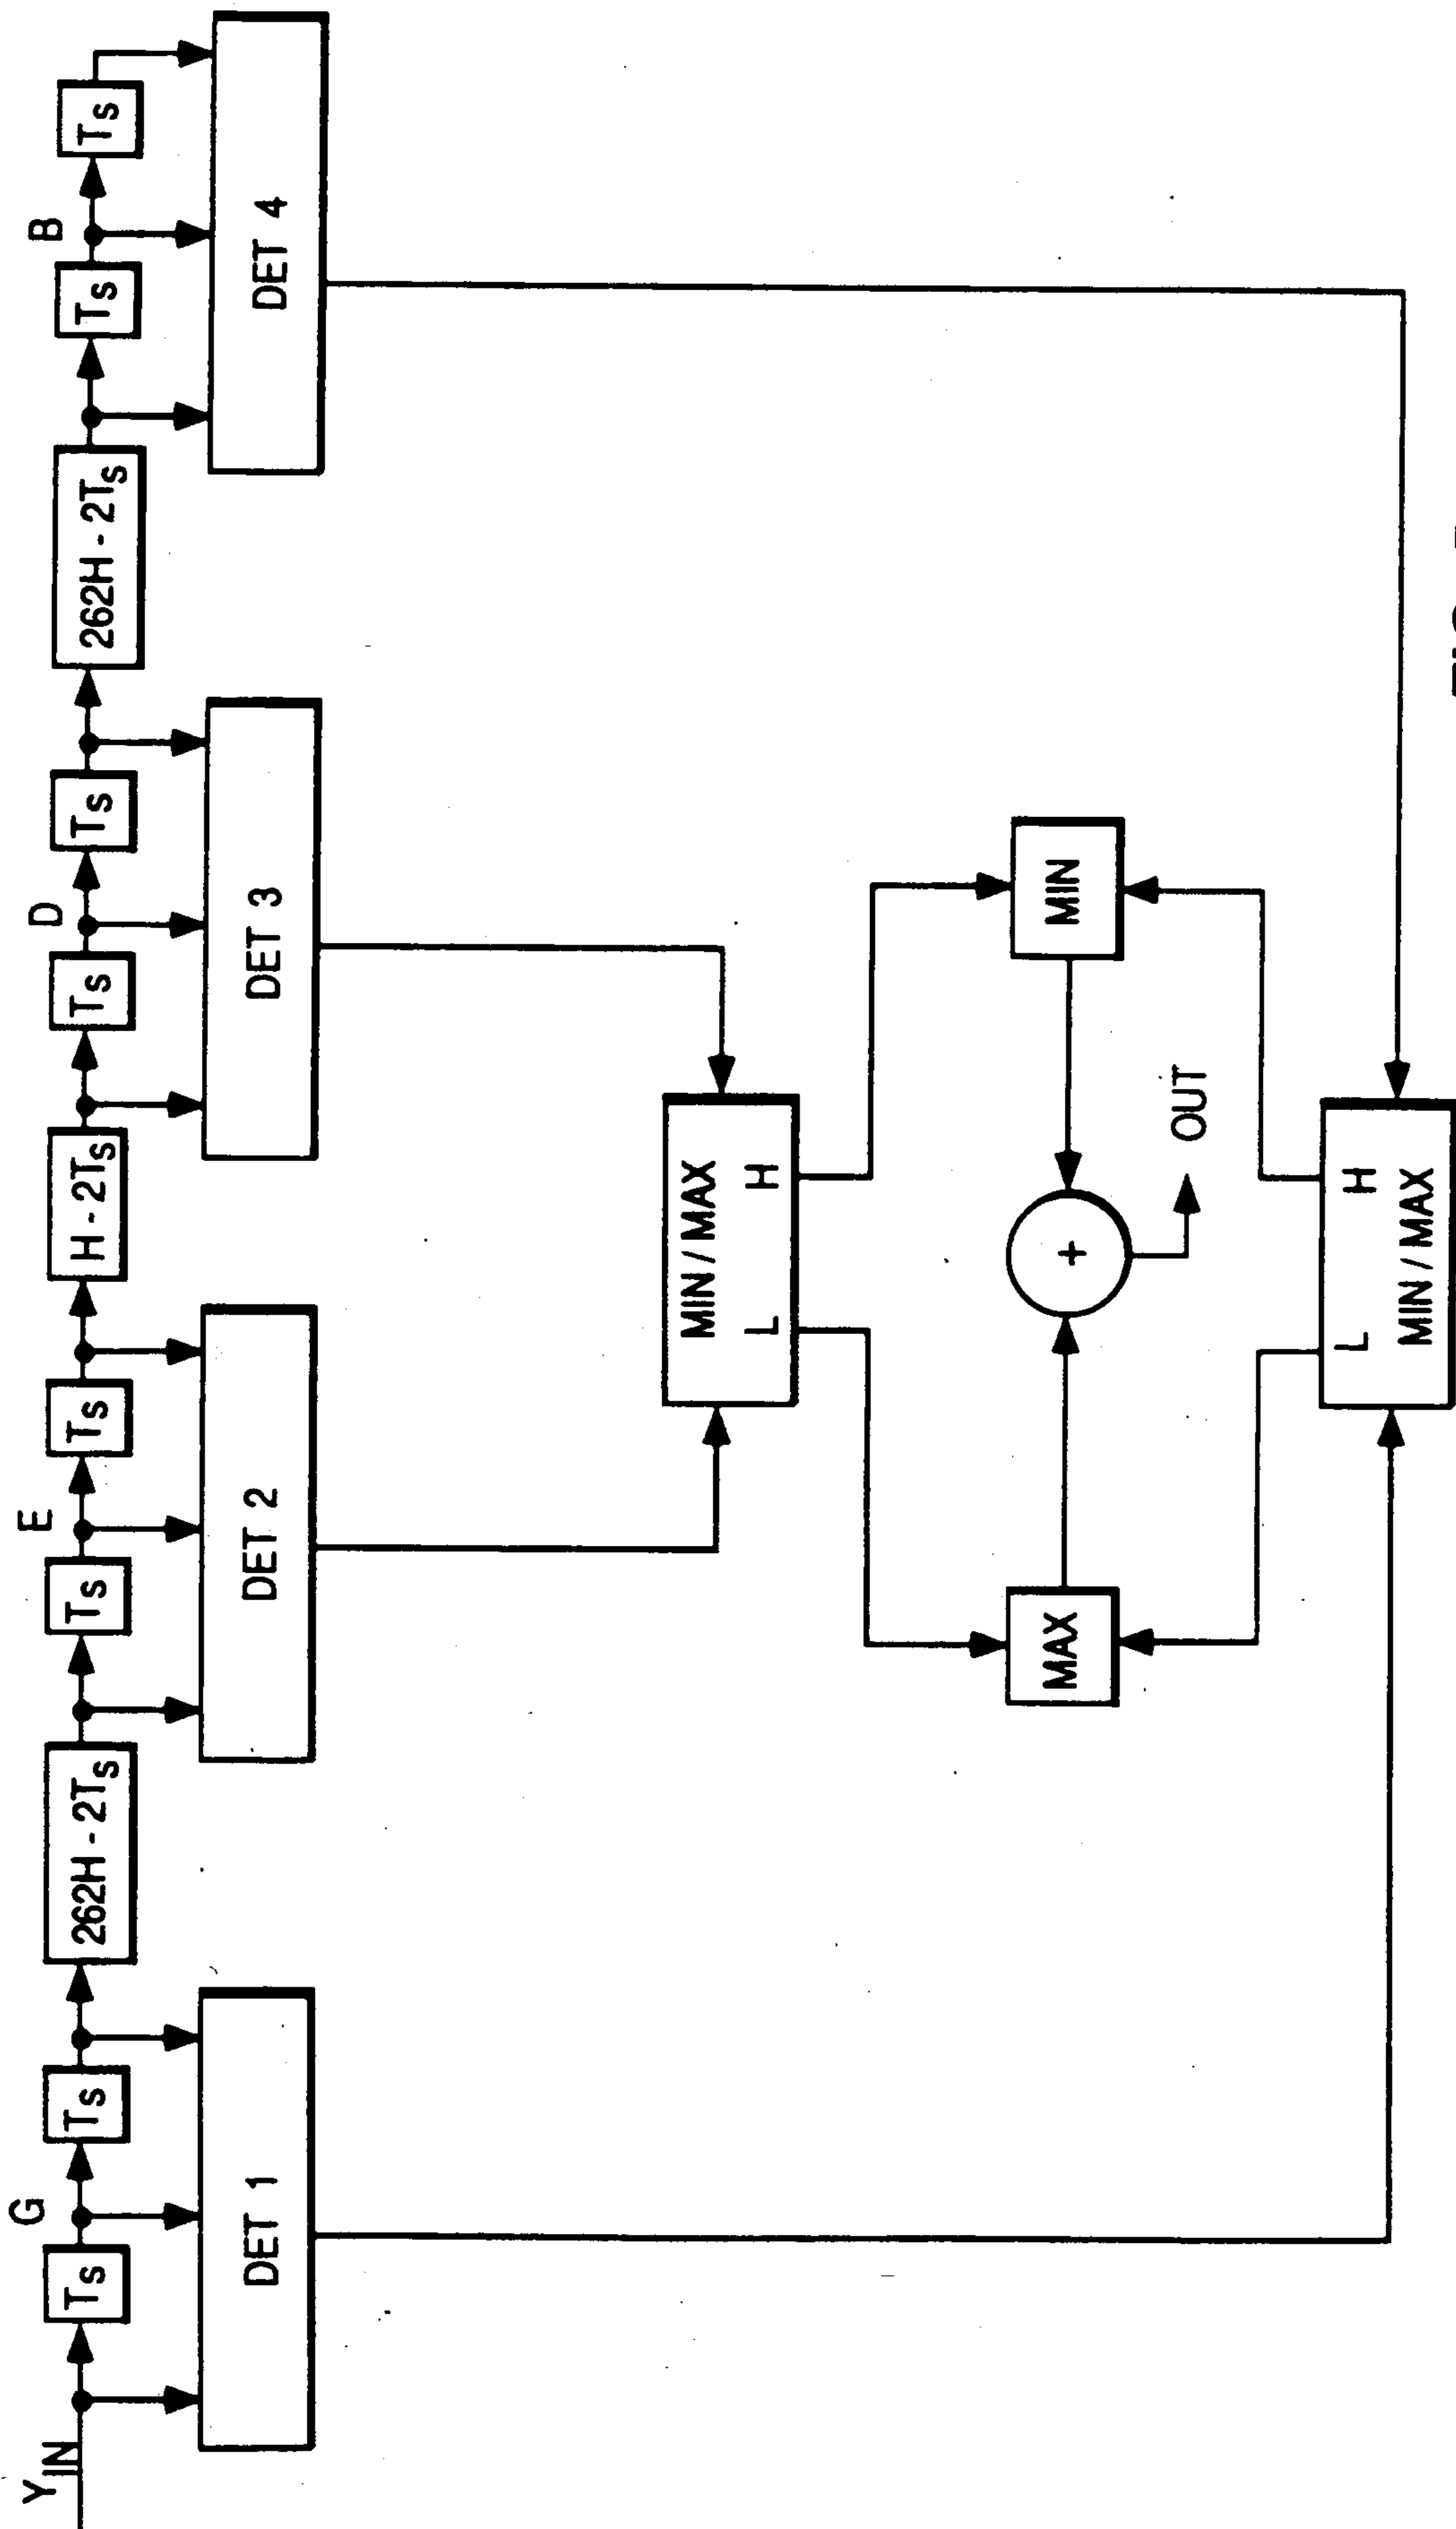 Y_IN
G
E
D
B
Ts
Ts
262H - 2Ts
Ts
Ts
H - 2Ts
Ts
Ts
262H - 2Ts
Ts
Ts
DET 1
DET 2
DET 3
DET 4
MIN / MAX
L H
MAX
+
MIN
OUT
L H
MIN / MAX